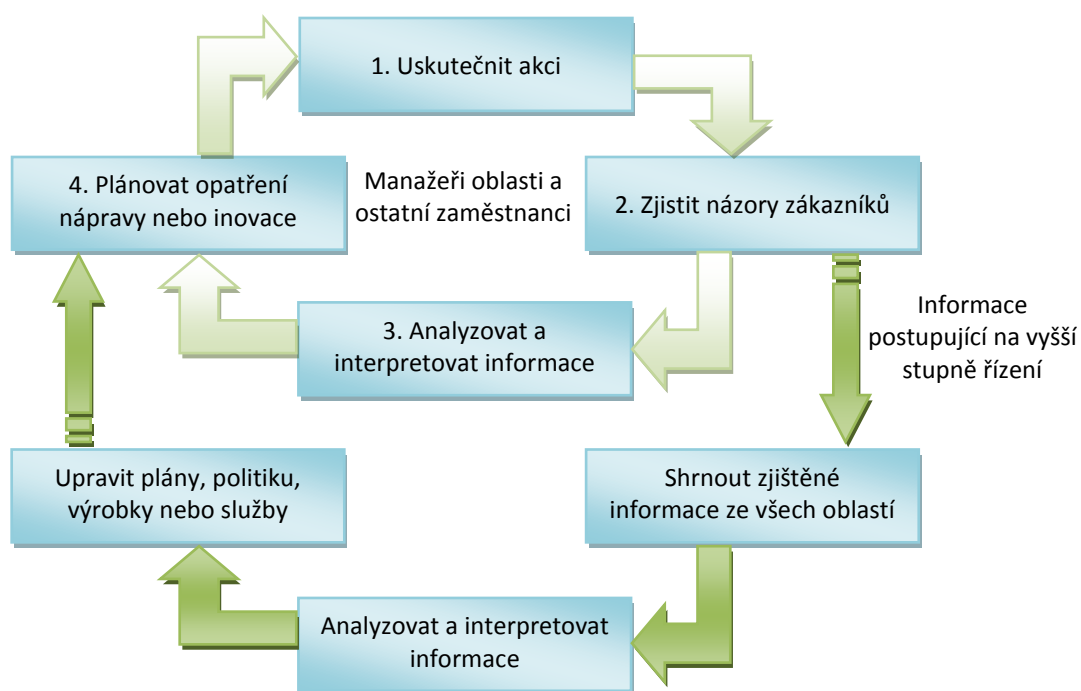 1. Uskutečnit akci
4. Plánovat opatření
nápravy nebo inovace
Manažeři oblasti a
ostatní zaměstnanci
2. Zjistit názory zákazníků
3. Analyzovat a
interpretovat informace
Informace
postupující na vyšší
stupně řízení
Upravit plány, politiku,
výrobky nebo služby
Shrnout zjištěné
informace ze všech oblastí
Analyzovat a interpretovat
informace